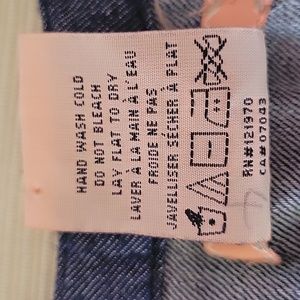 HAND WASH COLD
DO NOT BLEACH
LAY FLAT TO DRY
LAVER À LA MAIN À L'EAU
FROIDE NE PAS
JAVELLISER SÉCHER À PLAT
RN#121970
CA#07043